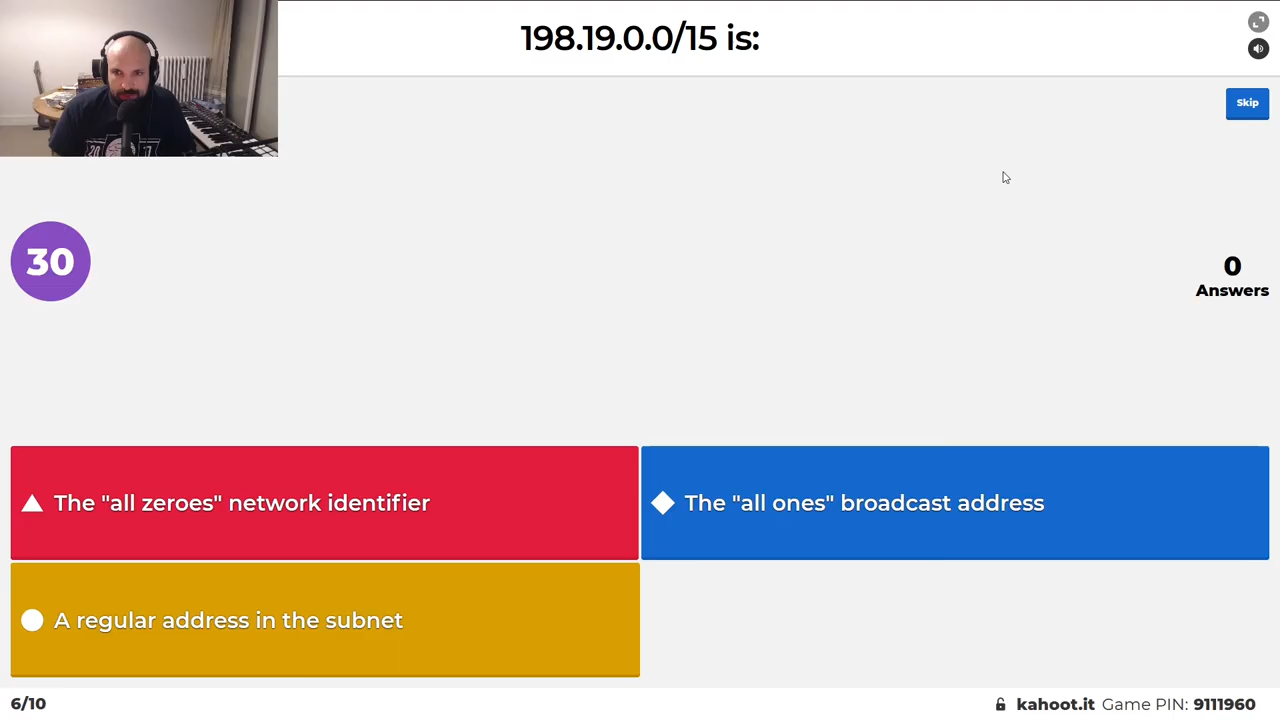 198.19.0.0/15 is:
Skip
30
0
Answers
The "all zeroes" network identifier
The "all ones" broadcast address
A regular address in the subnet
6/10
kahoot.it Game PIN: 9111960